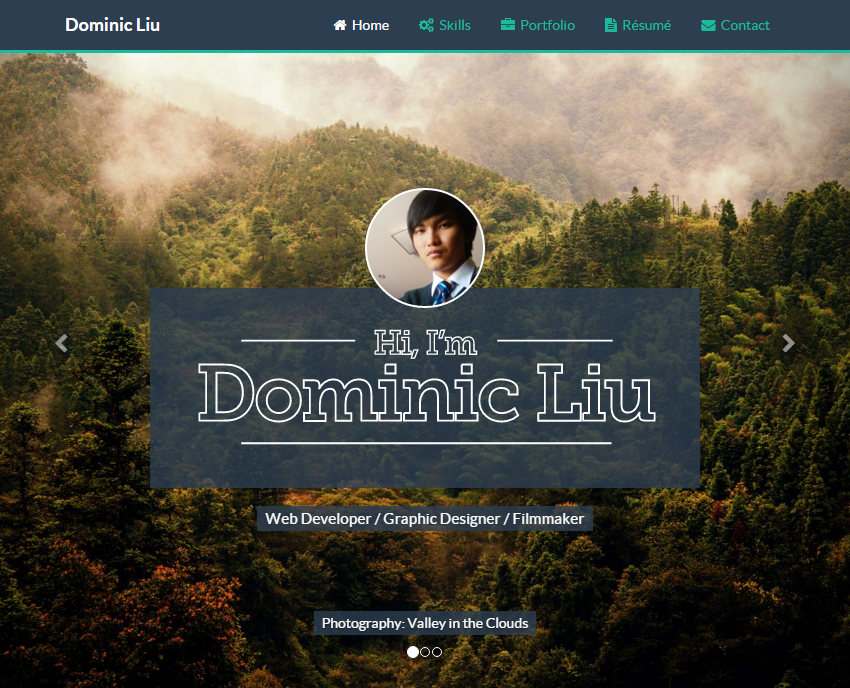 Dominic Liu
Home
Skills
Portfolio
Résumé
Contact
Hi, I'm
Dominic Liu
Web Developer / Graphic Designer / Filmmaker
Photography: Valley in the Clouds